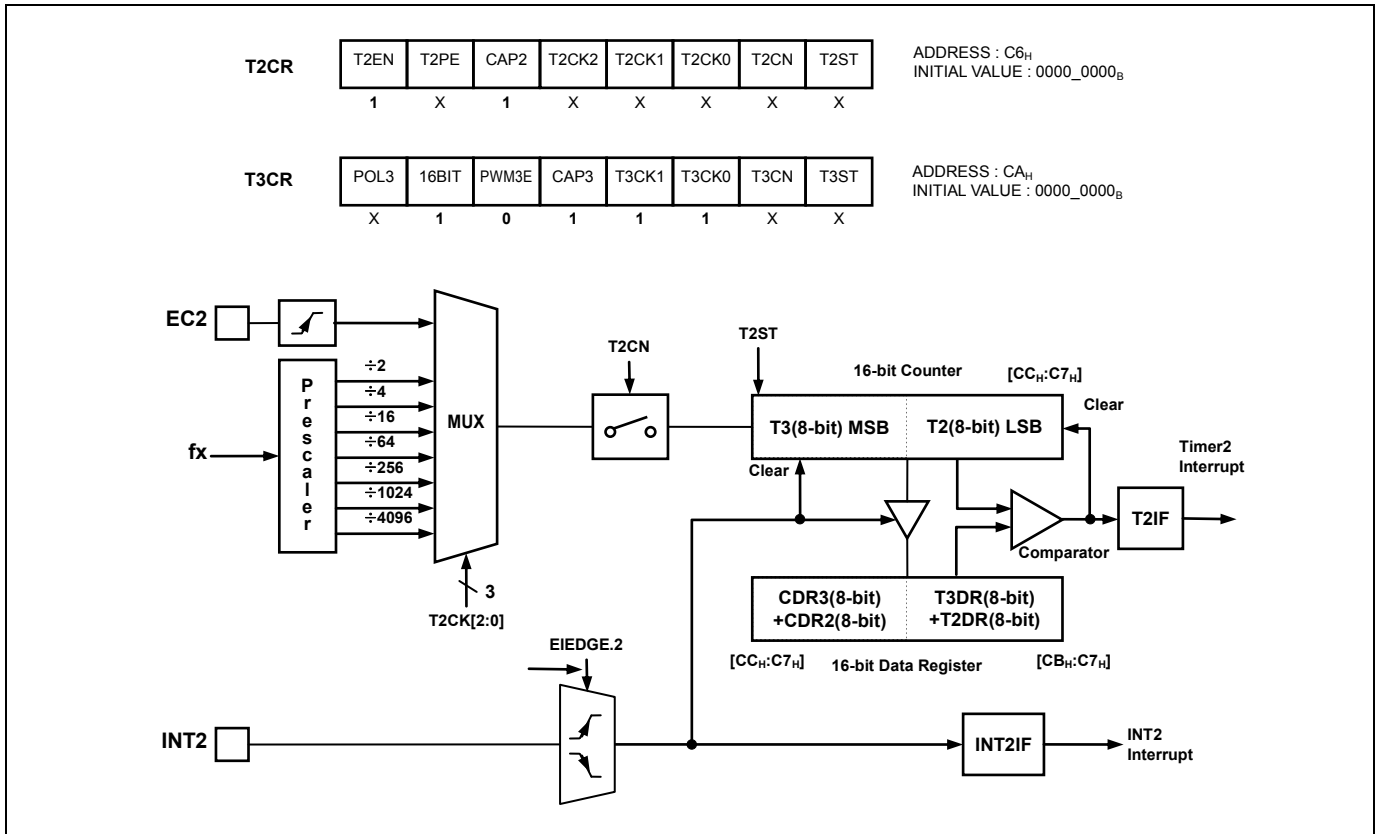 T2CR T2EN T2PE CAP2 T2CK2 T2CK1 T2CK0 T2CN T2ST ADDRESS : C6H
INITIAL VALUE : 0000_0000B
1 X 1 X X X X X
T3CR POL3 16BIT PWM3E CAP3 T3CK1 T3CK0 T3CN T3ST ADDRESS : CAH
INITIAL VALUE : 0000_0000B
X 1 0 1 1 1 X X
EC2
fx
Prescaler
÷2
÷4
÷16
÷64
÷256
÷1024
÷4096
MUX
3
T2CK[2:0]
T2CN
T2ST
16-bit Counter [CCH:C7H]
T3(8-bit) MSB T2(8-bit) LSB
Clear
Clear
Comparator
T2IF
Timer2
Interrupt
CDR3(8-bit)
+CDR2(8-bit)
T3DR(8-bit)
+T2DR(8-bit)
[CCH:C7H] 16-bit Data Register [CBH:C7H]
EIEDGE.2
INT2
INT2IF
INT2
Interrupt